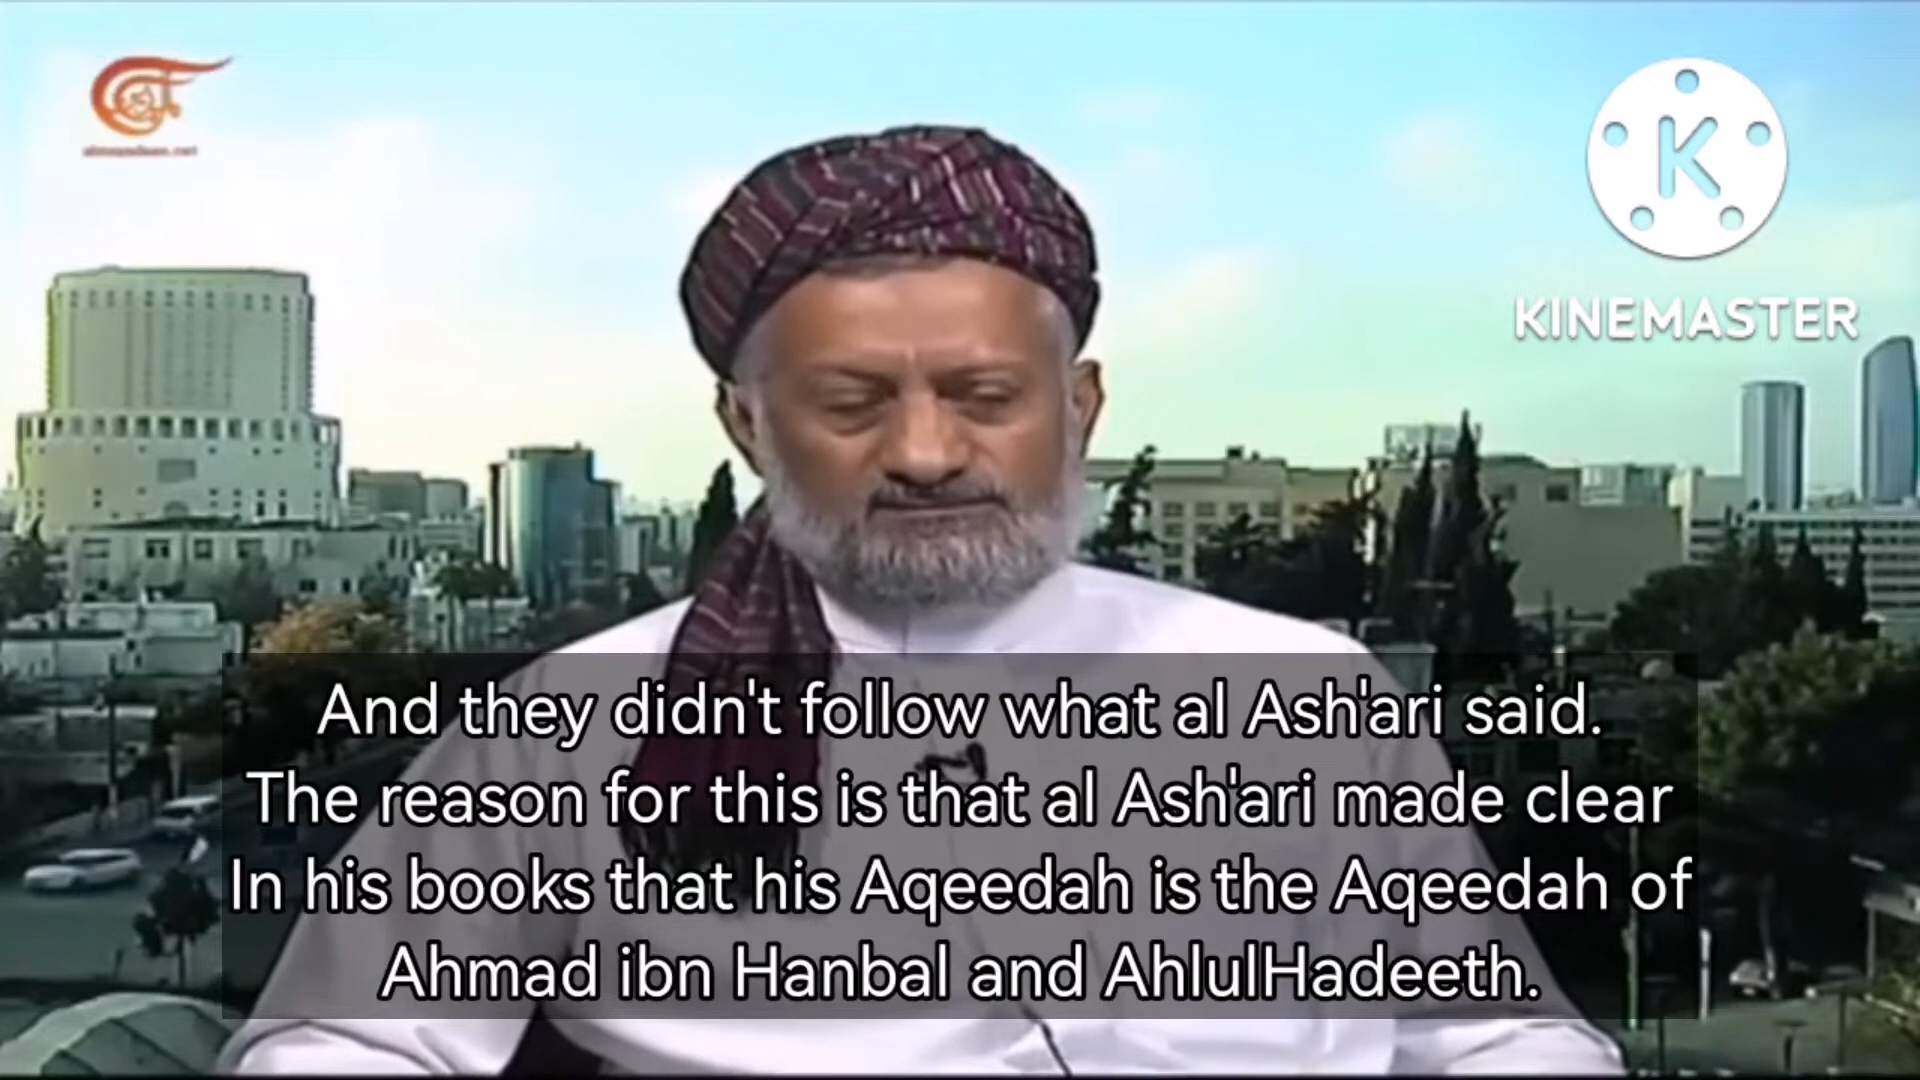 K
KINEMASTER
And they didn't follow what al Ash'ari said.
The reason for this is that al Ash'ari made clear
In his books that his Aqeedah is the Aqeedah of
Ahmad ibn Hanbal and AhlulHadeeth.